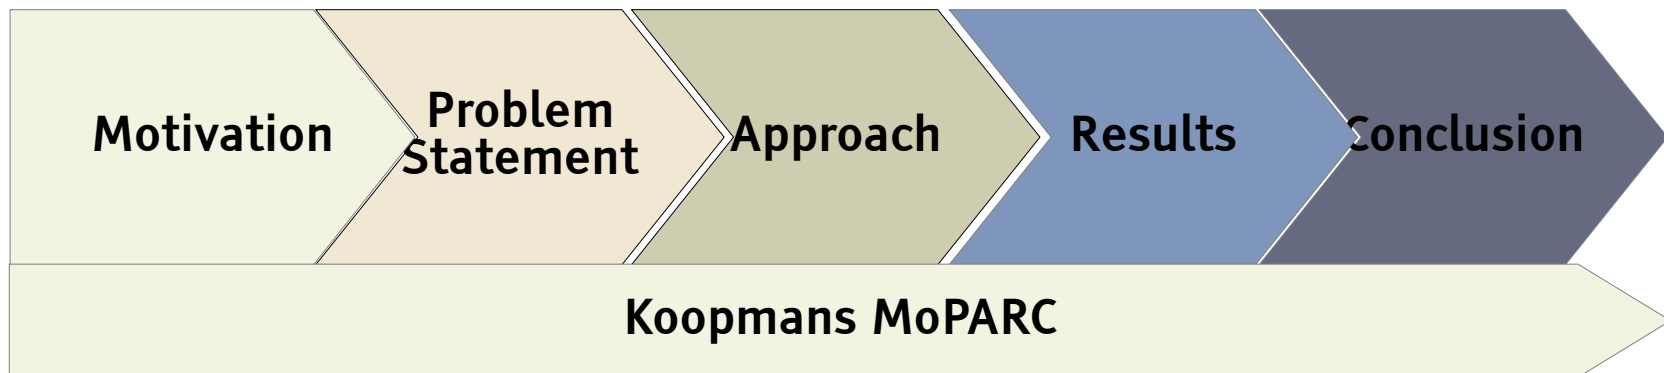 Motivation
Problem
Statement
Approach
Results
Conclusion
Koopmans MoPARC